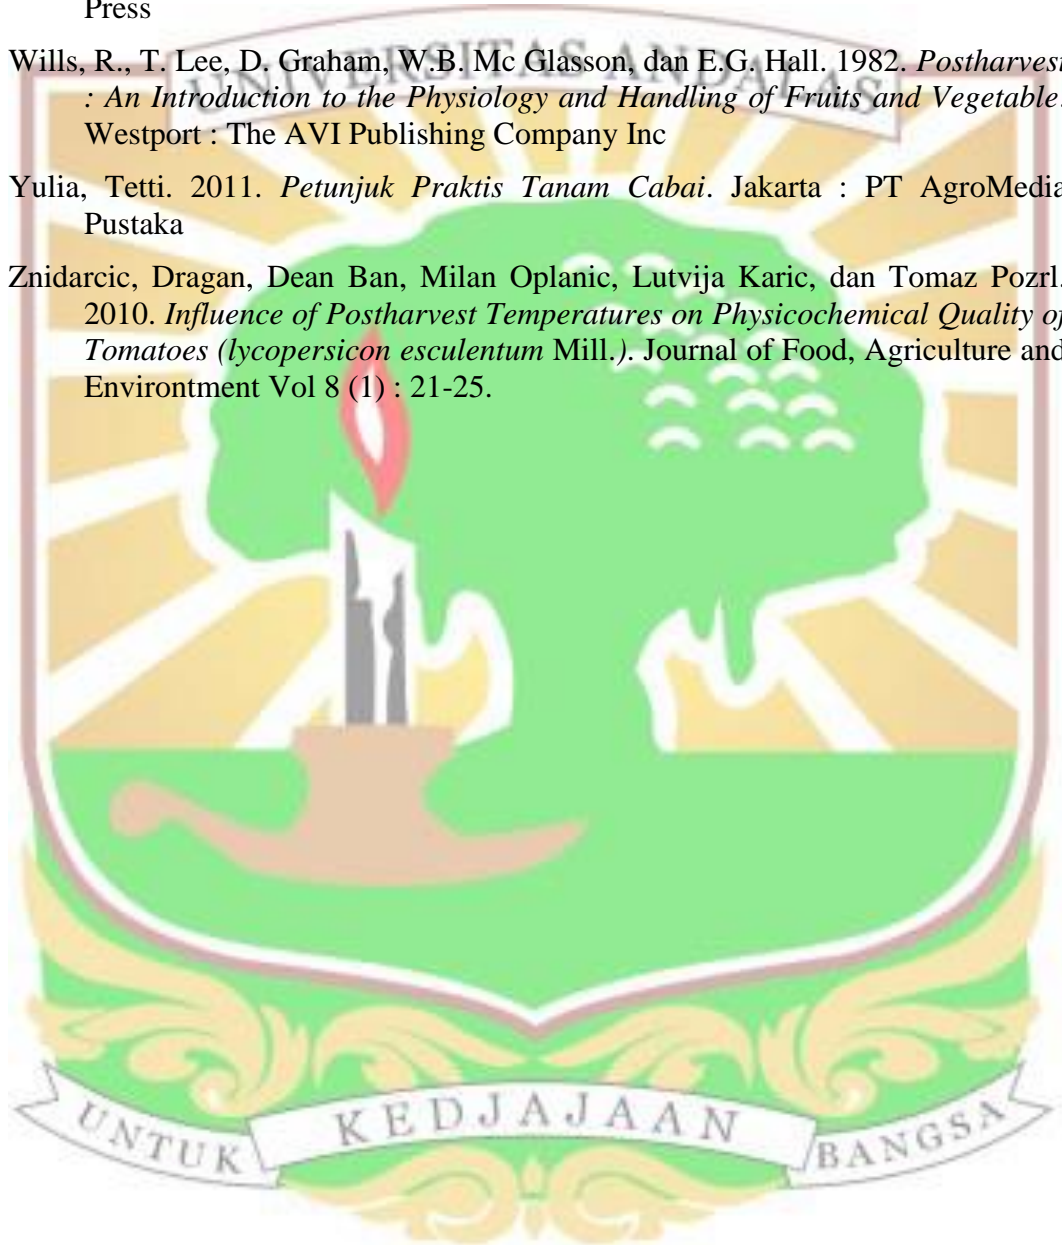 Press
Wills, R., T. Lee, D. Graham, W.B. Mc Glasson, dan E.G. Hall. 1982. Postharvest
: An Introduction to the Physiology and Handling of Fruits and Vegetable.
Westport : The AVI Publishing Company Inc
Yulia, Tetti. 2011. Petunjuk Praktis Tanam Cabai. Jakarta : PT AgroMedia
Pustaka
Znidarcic, Dragan, Dean Ban, Milan Oplanic, Lutvija Karic, dan Tomaz Pozrl.
2010. Influence of Postharvest Temperatures on Physicochemical Quality of
Tomatoes (lycopersicon esculentum Mill.). Journal of Food, Agriculture and
Environtment Vol 8 (1) : 21-25.
UNIVERSITAS ANDALAS
UNTUK KEDJAJAAN BANGSA